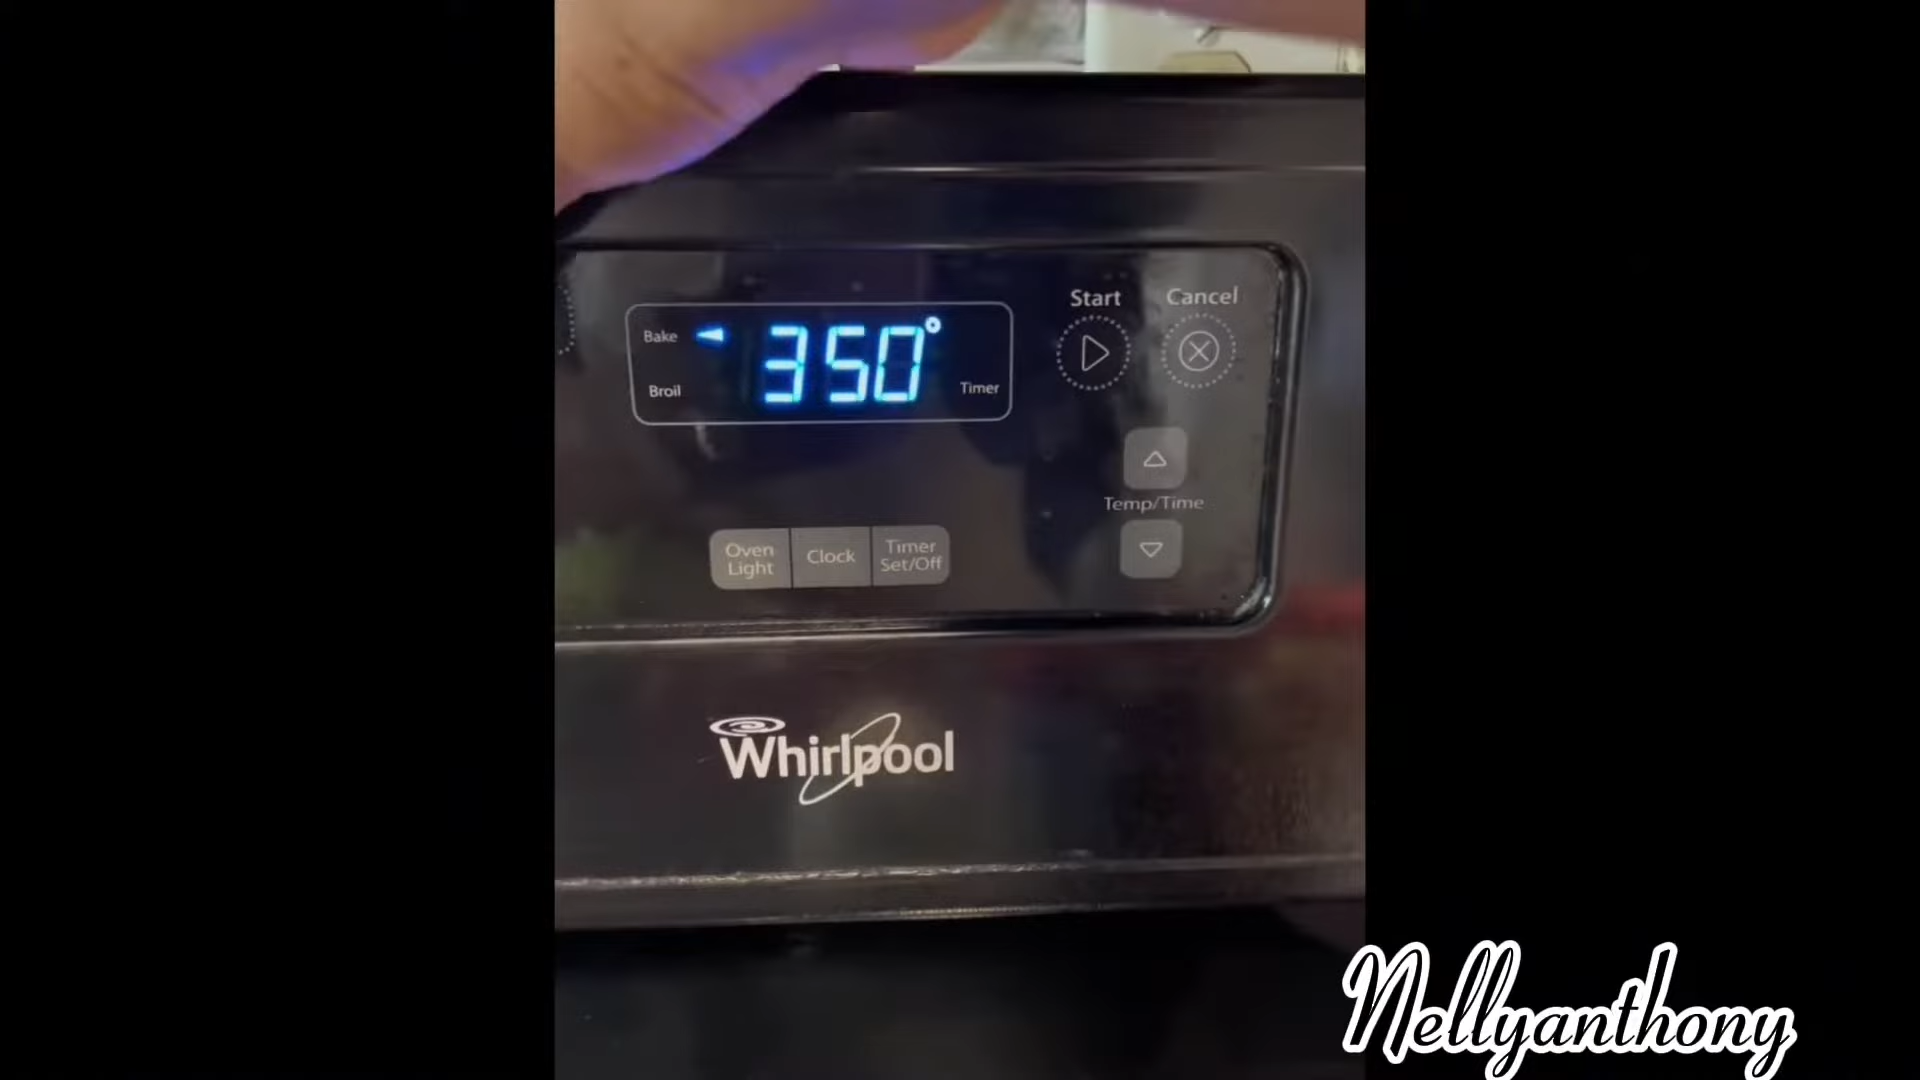 Start Cancel
Bake 350°
Broil Timer
Temp/Time
Oven Light Clock Timer Set/Off
Whirlpool
Nellyanthony